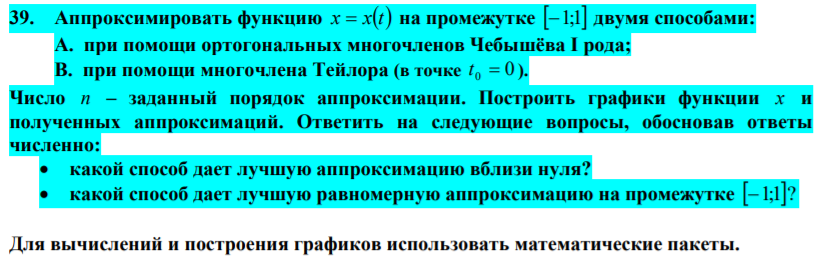 39. Аппроксимировать функцию x = x(t) на промежутке [−1;1] двумя способами:
А. при помощи ортогональных многочленов Чебышёва I рода;
В. при помощи многочлена Тейлора (в точке t₀ = 0).
Число n – заданный порядок аппроксимации. Построить графики функции x и
полученных аппроксимаций. Ответить на следующие вопросы, обосновав ответы
численно:
• какой способ дает лучшую аппроксимацию вблизи нуля?
• какой способ дает лучшую равномерную аппроксимацию на промежутке [−1;1]?
Для вычислений и построения графиков использовать математические пакеты.